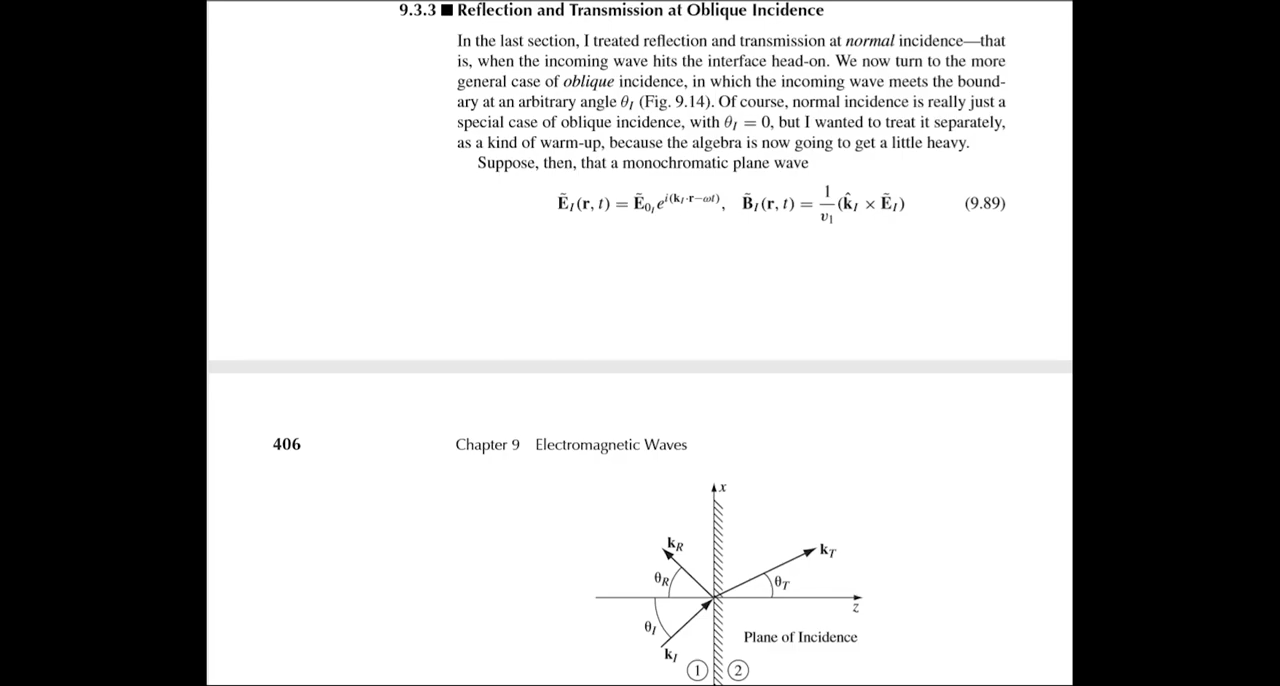 9.3.3 ■ Reflection and Transmission at Oblique Incidence
In the last section, I treated reflection and transmission at normal incidence—that
is, when the incoming wave hits the interface head-on. We now turn to the more
general case of oblique incidence, in which the incoming wave meets the bound-
ary at an arbitrary angle θ_I (Fig. 9.14). Of course, normal incidence is really just a
special case of oblique incidence, with θ_I = 0, but I wanted to treat it separately,
as a kind of warm-up, because the algebra is now going to get a little heavy.
Suppose, then, that a monochromatic plane wave
Ẽ_I(r, t) = Ẽ_{0_I} e^{i(k_I·r−ωt)}, B̃_I(r, t) = 1/v₁ (k̂_I × Ẽ_I) (9.89)
406 Chapter 9 Electromagnetic Waves
x
k_R
k_T
θ_R
θ_T
z
θ_I
Plane of Incidence
k_I
① ②